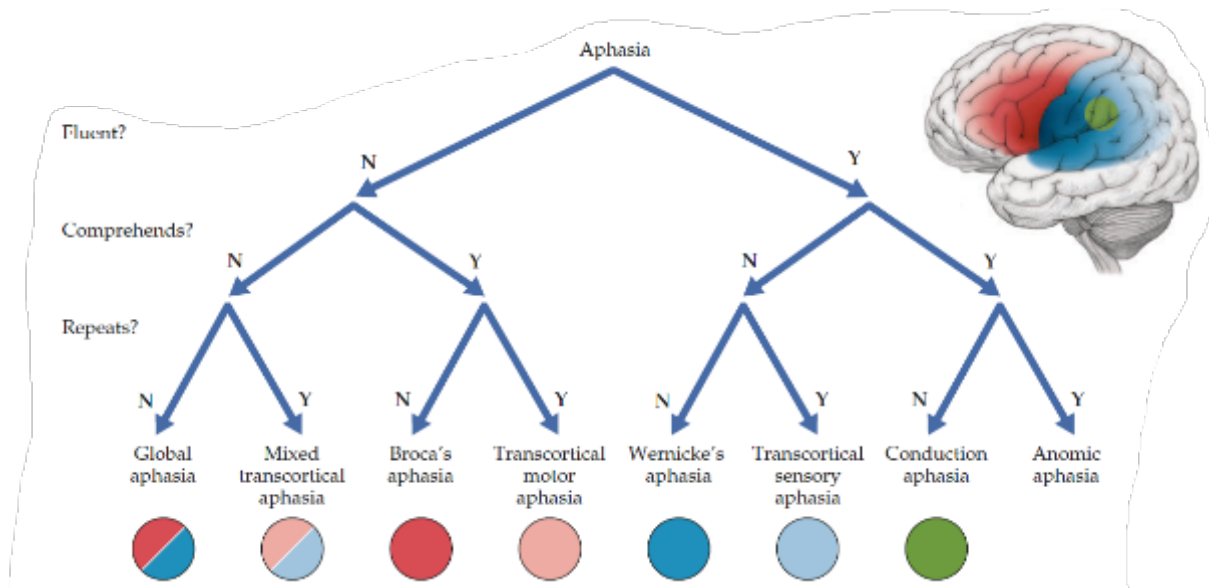 Aphasia
Fluent?
N
Y
Comprehends?
N
Y
N
Y
Repeats?
N
Y
N
Y
N
Y
N
Y
Global
aphasia
Mixed
transcortical
aphasia
Broca's
aphasia
Transcortical
motor
aphasia
Wernicke's
aphasia
Transcortical
sensory
aphasia
Conduction
aphasia
Anomic
aphasia